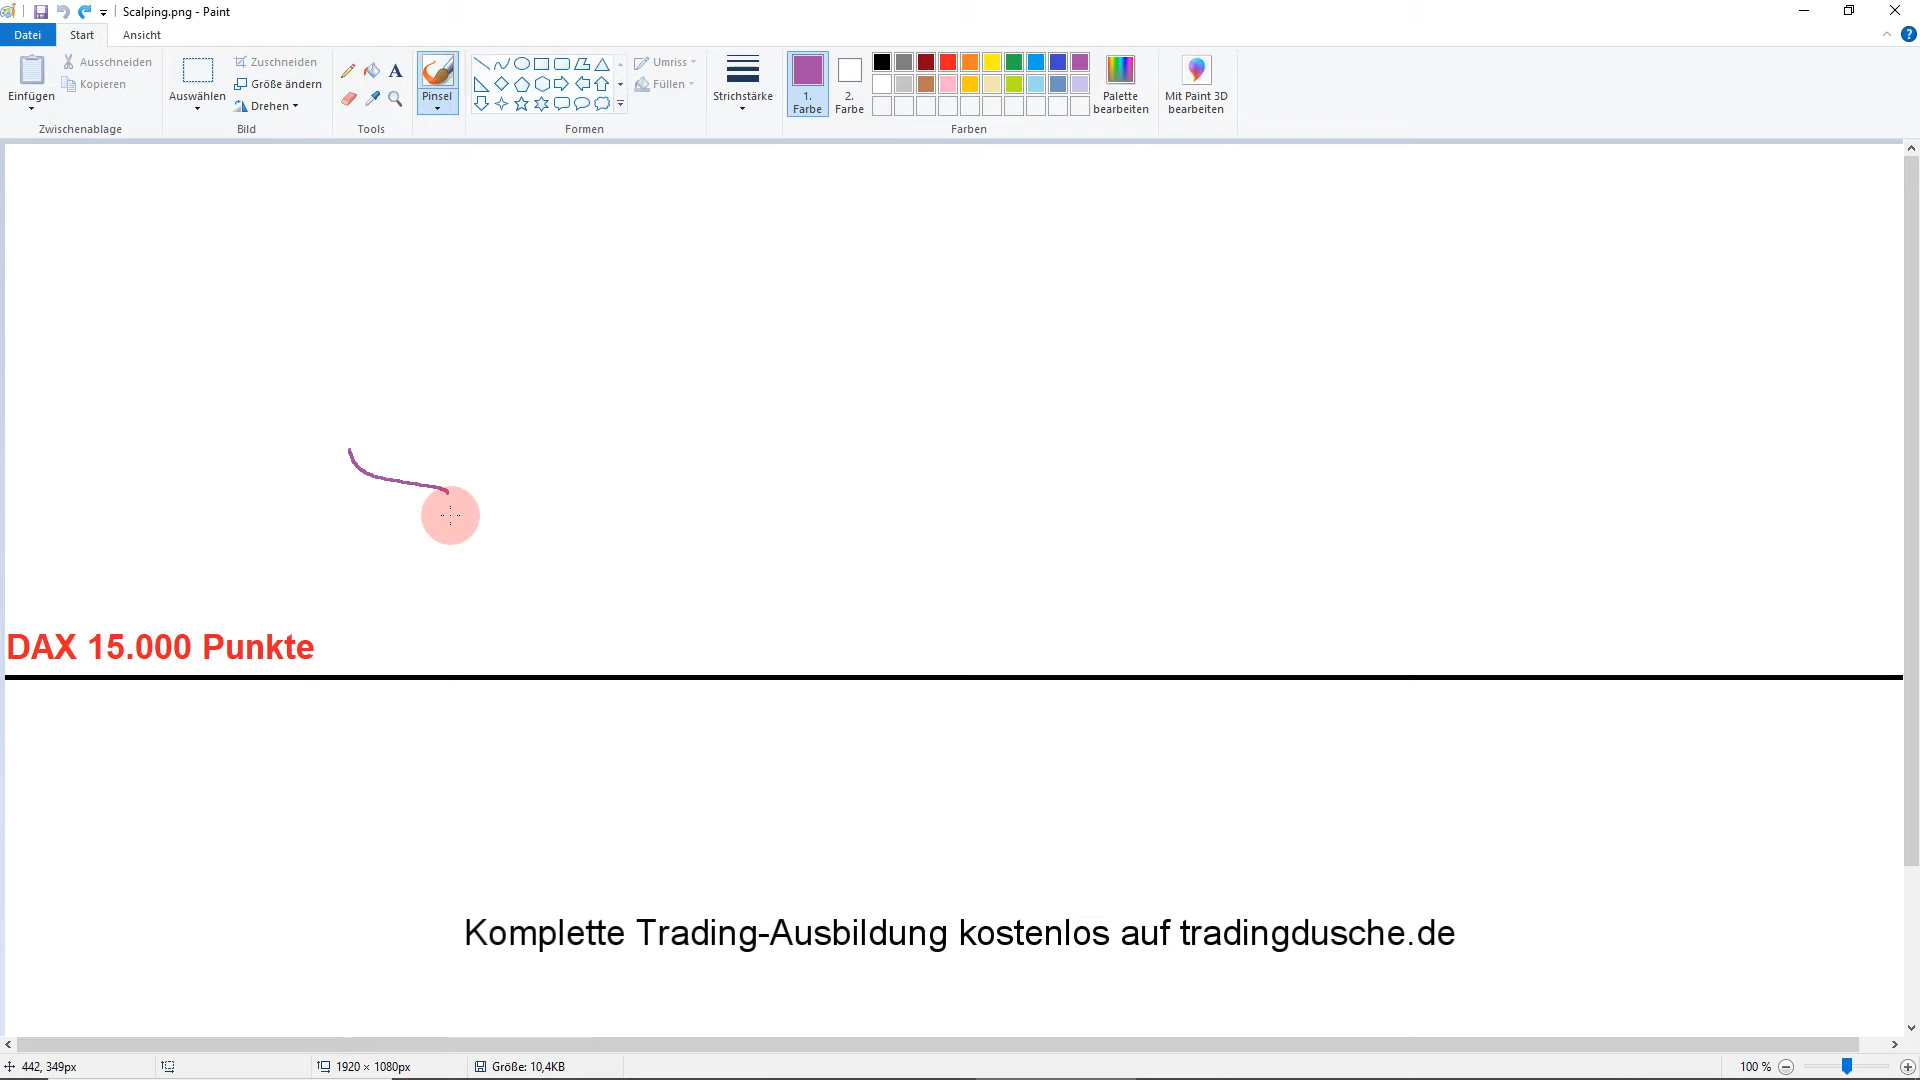 Scalping.png - Paint
Datei Start Ansicht
Einfügen
Ausschneiden
Kopieren
Zwischenablage
Auswählen
Zuschneiden
Größe ändern
Drehen
Bild
A
Tools
Pinsel
Formen
Umriss
Füllen
Strichstärke
1. Farbe
2. Farbe
Farben
Palette bearbeiten
Mit Paint 3D bearbeiten
DAX 15.000 Punkte
Komplette Trading-Ausbildung kostenlos auf tradingdusche.de
442, 349px
1920 × 1080px
Größe: 10,4KB
100 %